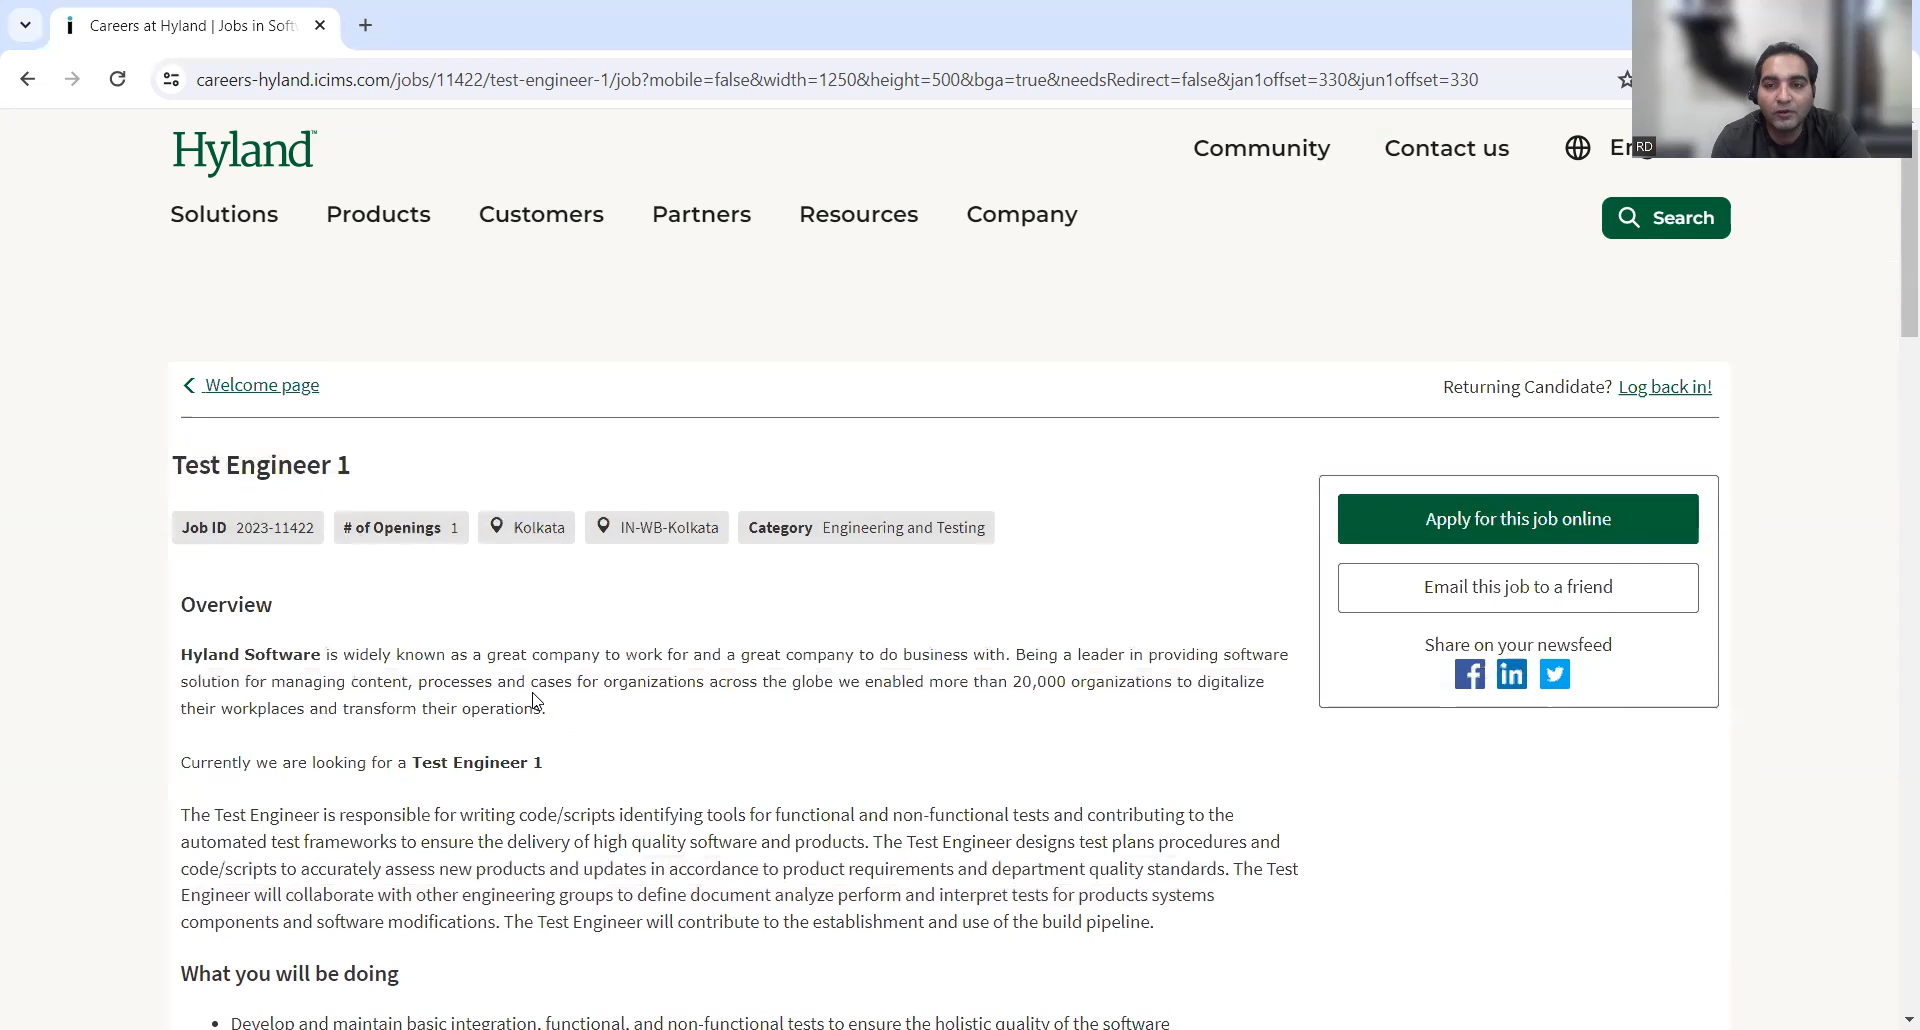 Careers at Hyland | Jobs in Soft
careers-hyland.icims.com/jobs/11422/test-engineer-1/job?mobile=false&width=1250&height=500&bga=true&needsRedirect=false&jan1offset=330&jun1offset=330
RD
Hyland™
Community Contact us
Solutions Products Customers Partners Resources Company
Search
Welcome page
Returning Candidate? Log back in!
Test Engineer 1
Job ID 2023-11422 # of Openings 1 Kolkata IN-WB-Kolkata Category Engineering and Testing
Apply for this job online
Email this job to a friend
Share on your newsfeed
Overview
Hyland Software is widely known as a great company to work for and a great company to do business with. Being a leader in providing software
solution for managing content, processes and cases for organizations across the globe we enabled more than 20,000 organizations to digitalize
their workplaces and transform their operations.
Currently we are looking for a Test Engineer 1
The Test Engineer is responsible for writing code/scripts identifying tools for functional and non-functional tests and contributing to the
automated test frameworks to ensure the delivery of high quality software and products. The Test Engineer designs test plans procedures and
code/scripts to accurately assess new products and updates in accordance to product requirements and department quality standards. The Test
Engineer will collaborate with other engineering groups to define document analyze perform and interpret tests for products systems
components and software modifications. The Test Engineer will contribute to the establishment and use of the build pipeline.
What you will be doing
• Develop and maintain basic integration, functional, and non-functional tests to ensure the holistic quality of the software